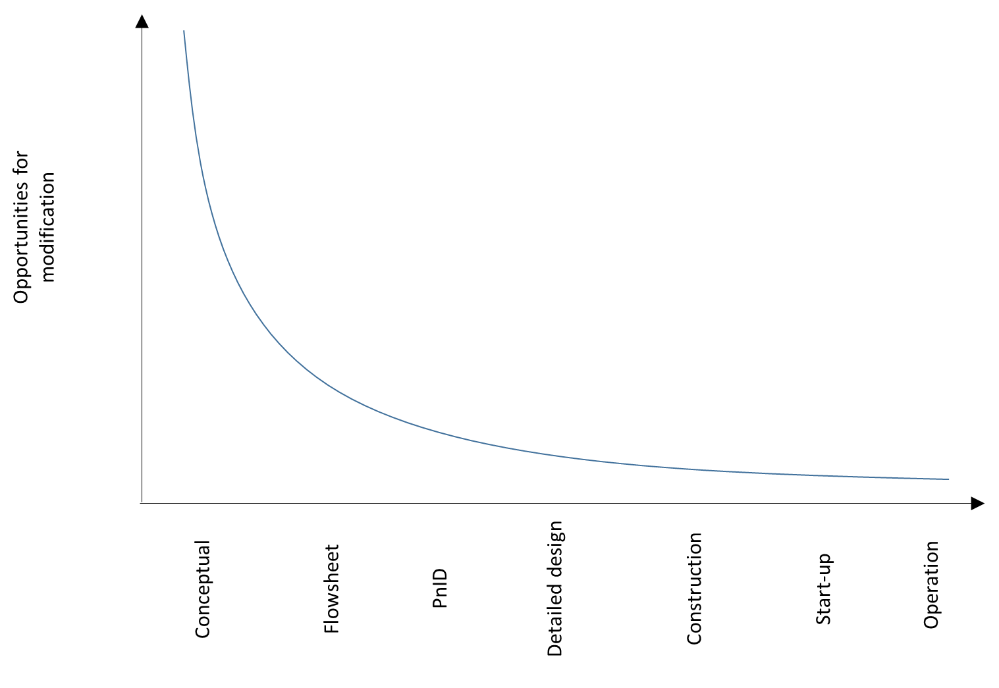 Opportunities for
modification
Conceptual
Flowsheet
PnID
Detailed design
Construction
Start-up
Operation